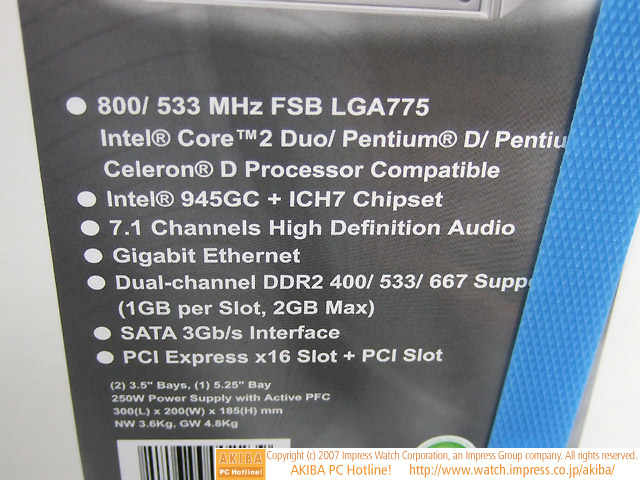 ● 800/ 533 MHz FSB LGA775
Intel® Core™2 Duo/ Pentium® D/
Celeron® D Processor Compatible
● Intel® 945GC + ICH7 Chipset
● 7.1 Channels High Definition Audio
● Gigabit Ethernet
● Dual-channel DDR2 400/ 533/ 667
(1GB per Slot, 2GB Max)
● SATA 3Gb/s Interface
● PCI Express x16 Slot + PCI Slot
(2) 3.5" Bays, (1) 5.25" Bay
250W Power Supply with Active PFC
300(L) x 200(W) x 185(H) mm
NW 3.6Kg, GW 4.8Kg
AKIBA PC Hotline!
Copyright (c) 2007 Impress Watch Corporation, an Impress Group company. All rights reserved.
AKIBA PC Hotline! http://www.watch.impress.co.jp/akiba/